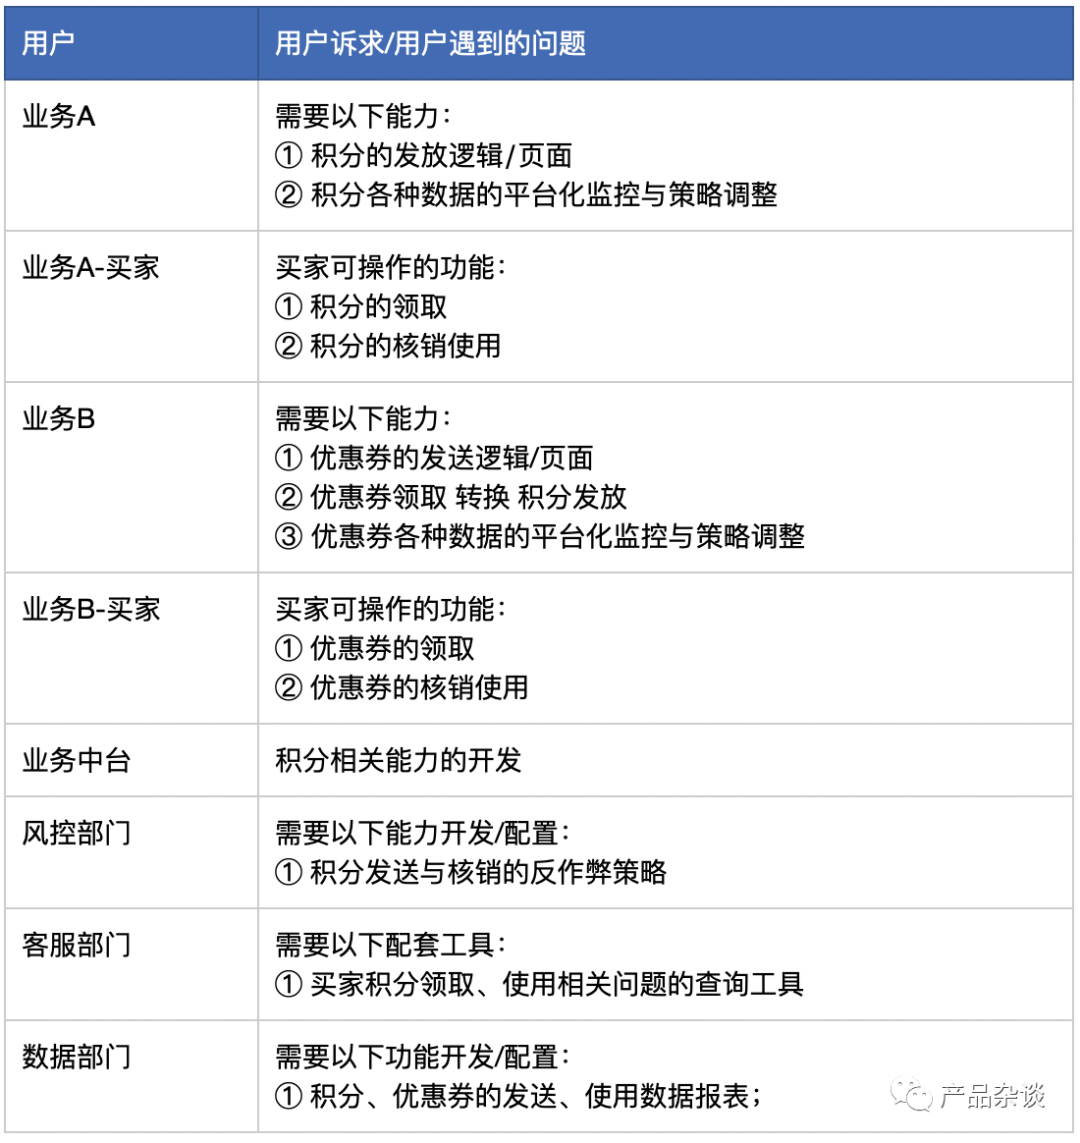 用户
用户诉求/用户遇到的问题
业务A
需要以下能力：
① 积分的发放逻辑/页面
② 积分各种数据的平台化监控与策略调整
业务A-买家
买家可操作的功能：
① 积分的领取
② 积分的核销使用
业务B
需要以下能力：
① 优惠券的发送逻辑/页面
② 优惠券领取 转换 积分发放
③ 优惠券各种数据的平台化监控与策略调整
业务B-买家
买家可操作的功能：
① 优惠券的领取
② 优惠券的核销使用
业务中台
积分相关能力的开发
风控部门
需要以下能力开发/配置：
① 积分发送与核销的反作弊策略
客服部门
需要以下配套工具：
① 买家积分领取、使用相关问题的查询工具
数据部门
需要以下功能开发/配置：
① 积分、优惠券的发送、使用数据报表；
产品杂谈